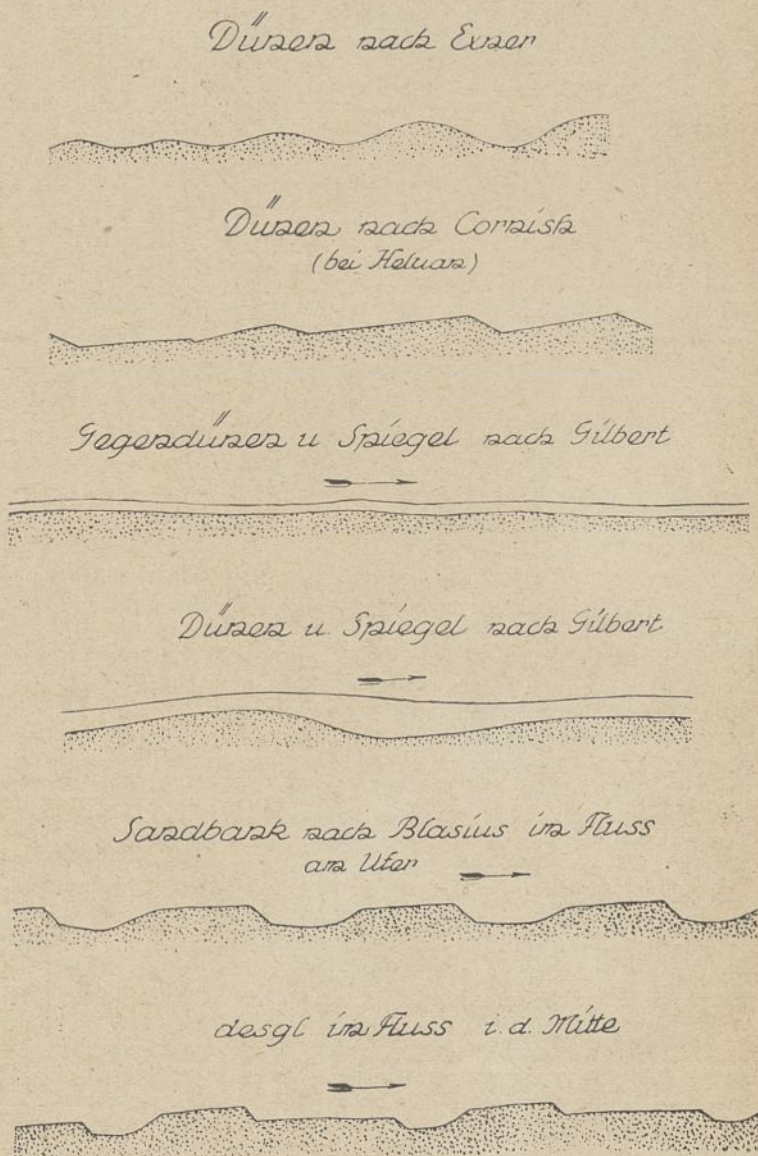 Dünen nach Exner
Dünen nach Cornish
(bei Heluan)
Gegendünen u Spiegel nach Gilbert
Dünen u. Spiegel nach Gilbert
Sandbank nach Blasius im Fluss
am Ufer
desgl im Fluss i. d. Mitte